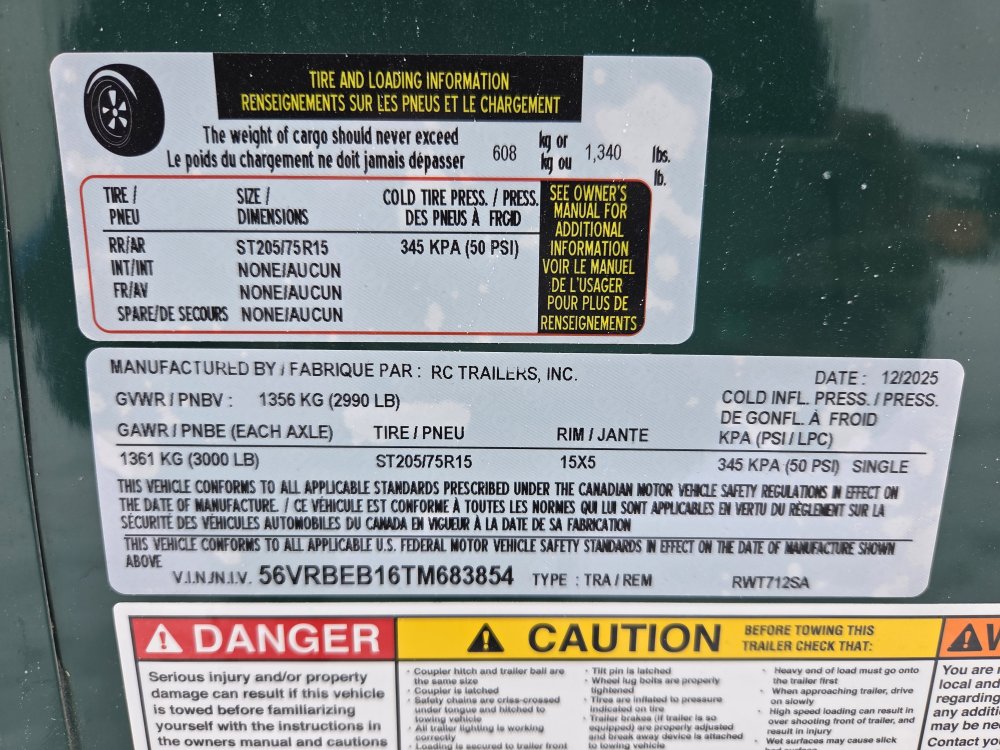 TIRE AND LOADING INFORMATION
RENSEIGNEMENTS SUR LES PNEUS ET LE CHARGEMENT
The weight of cargo should never exceed 608 kg or 1,340 lbs.
Le poids du chargement ne doit jamais dépasser kg ou lb.
TIRE / SIZE / COLD TIRE PRESS. / PRESS.
PNEU DIMENSIONS DES PNEUS À FROID
RR/AR ST205/75R15 345 KPA (50 PSI)
INT/INT NONE/AUCUN
FR/AV NONE/AUCUN
SPARE/DE SECOURS NONE/AUCUN
SEE OWNER'S
MANUAL FOR
ADDITIONAL
INFORMATION
VOIR LE MANUEL
DE L'USAGER
POUR PLUS DE
RENSEIGNEMENTS
MANUFACTURED BY / FABRIQUE PAR : RC TRAILERS, INC. DATE : 12/2025
GVWR / PNBV : 1356 KG (2990 LB) COLD INFL. PRESS. / PRESS.
DE GONFL. À FROID
GAWR / PNBE (EACH AXLE) TIRE / PNEU RIM / JANTE KPA (PSI / LPC)
1361 KG (3000 LB) ST205/75R15 15X5 345 KPA (50 PSI) SINGLE
THIS VEHICLE CONFORMS TO ALL APPLICABLE STANDARDS PRESCRIBED UNDER THE CANADIAN MOTOR VEHICLE SAFETY REGULATIONS IN EFFECT ON
THE DATE OF MANUFACTURE. / CE VÉHICULE EST CONFORME À TOUTES LES NORMES QUI LUI SONT APPLICABLES EN VERTU DU RÈGLEMENT SUR LA
SÉCURITÉ DES VÉHICULES AUTOMOBILES DU CANADA EN VIGUEUR À LA DATE DE SA FABRICATION
THIS VEHICLE CONFORMS TO ALL APPLICABLE U.S. FEDERAL MOTOR VEHICLE SAFETY STANDARDS IN EFFECT ON THE DATE OF MANUFACTURE SHOWN
ABOVE
V.I.N./N.I.V. 56VRBEB16TM683854 TYPE : TRA / REM RWT712SA
DANGER
Serious injury and/or property
damage can result if this vehicle
is towed before familiarizing
yourself with the instructions in
the owners manual and cautions
CAUTION
BEFORE TOWING THIS
TRAILER CHECK THAT:
· Coupler hitch and trailer ball are
the same size
· Coupler is latched
· Safety chains are criss-crossed
under tongue and hitched to
towing vehicle
· All trailer lighting is working
correctly
· Loading is secured to trailer front
· Tilt pin is latched
· Wheel lug bolts are properly
tightened
· Tires are inflated to pressure
indicated on tire
· Trailer brakes (if trailer is so
equipped) are properly adjusted
and break away device is attached
to towing vehicle
· Heavy end of load must go onto
the trailer first
· When approaching trailer, drive
on slowly
· High speed loading can result in
over shooting front of trailer, and
result in injury
· Wet surfaces may cause slick
W
You are
local and
regarding
any
may be
Contact